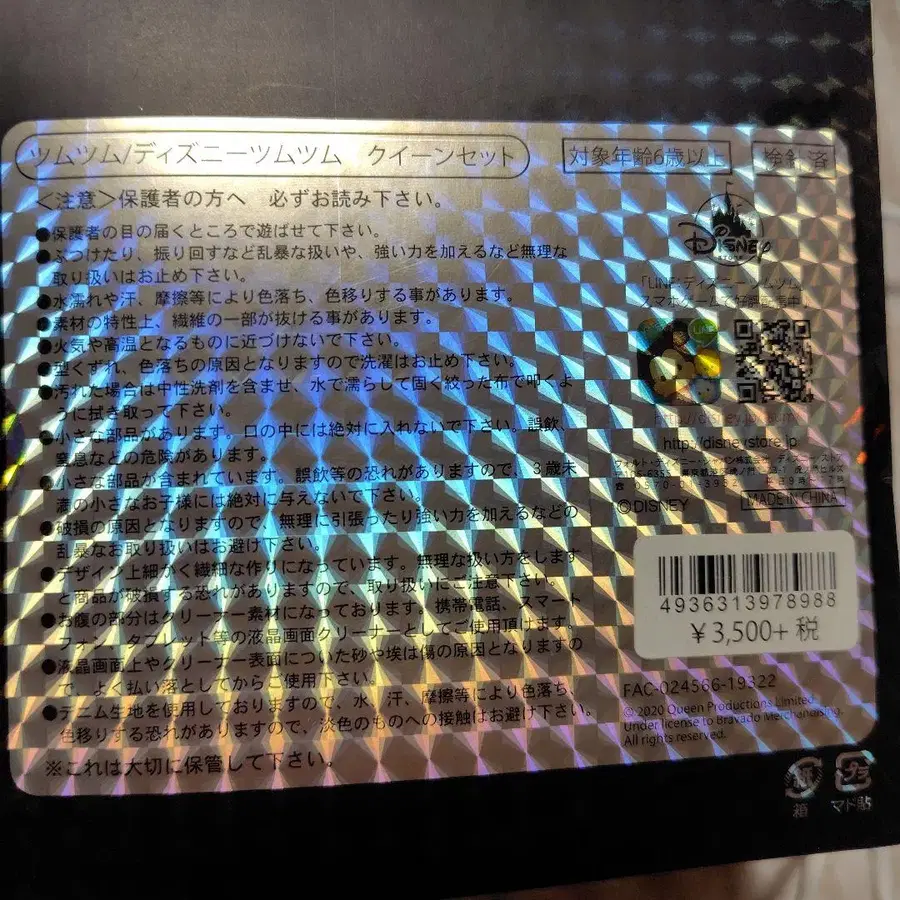 ツムツム/ディズニーツムツム クイーンセット
対象年齢6歳以上
検針済
<注意>保護者の方へ 必ずお読み下さい。
●保護者の目の届くところで遊ばせて下さい。
●ぶつけたり、振り回すなど乱暴な扱いや、強い力を加えるなど無理な
取り扱いはお止め下さい。
●水濡れや汗、摩擦等により色落ち、色移りする事があります。
●素材の特性上、繊維の一部が抜ける事があります。
●火気や高温となるものに近づけないで下さい。
●型くずれ、色落ちの原因となりますので洗濯はお止め下さい。
●汚れた場合は中性洗剤を含ませ、水で濡らして固く絞った布で叩くよ
うに拭き取って下さい。
●小さな部品があります。口の中には絶対に入れないで下さい。誤飲、
窒息などの危険があります。
●小さな部品が含まれています。誤飲等の恐れがありますので、3歳未
満の小さなお子様には絶対に与えないで下さい。
●破損の原因となりますので、無理に引張ったり強い力を加えるなどの
乱暴なお取り扱いはお避け下さい。
●デザイン上細かく繊細な作りになっています。無理な扱い方をします
と商品が破損する恐れがありますので、取り扱いにご注意下さい。
●お腹の部分はクリーナー素材になっております。携帯電話、スマート
フォン、タブレット等の液晶画面クリーナーとしてご使用頂けます。
●液晶画面上やクリーナー表面についた砂や埃は傷の原因となりますの
で、よく払い落としてからご使用下さい。
●デニム生地を使用しておりますので、水、汗、摩擦等により色落ち、
色移りする恐れがありますので、淡色のものへの接触はお避け下さい。
※これは大切に保管して下さい。
Disney
STORE
「LINE:ディズニー ツムツム」
スマホゲームで好評配信中!
LINE
http://disneystore.jp
©DISNEY
MADE IN CHINA
4936313978988
¥3,500+税
FAC-024566-19322
©2020 Queen Productions Limited
Under license to Bravado Merchandising.
All rights reserved.
紙
プラ
箱
マド貼